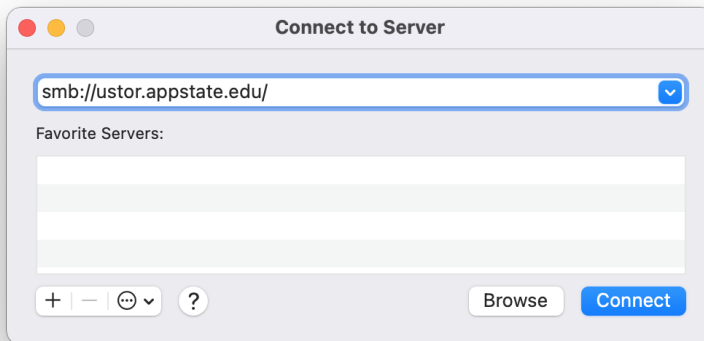 Connect to Server
smb://ustor.appstate.edu/
Favorite Servers:
+ − ?
Browse
Connect